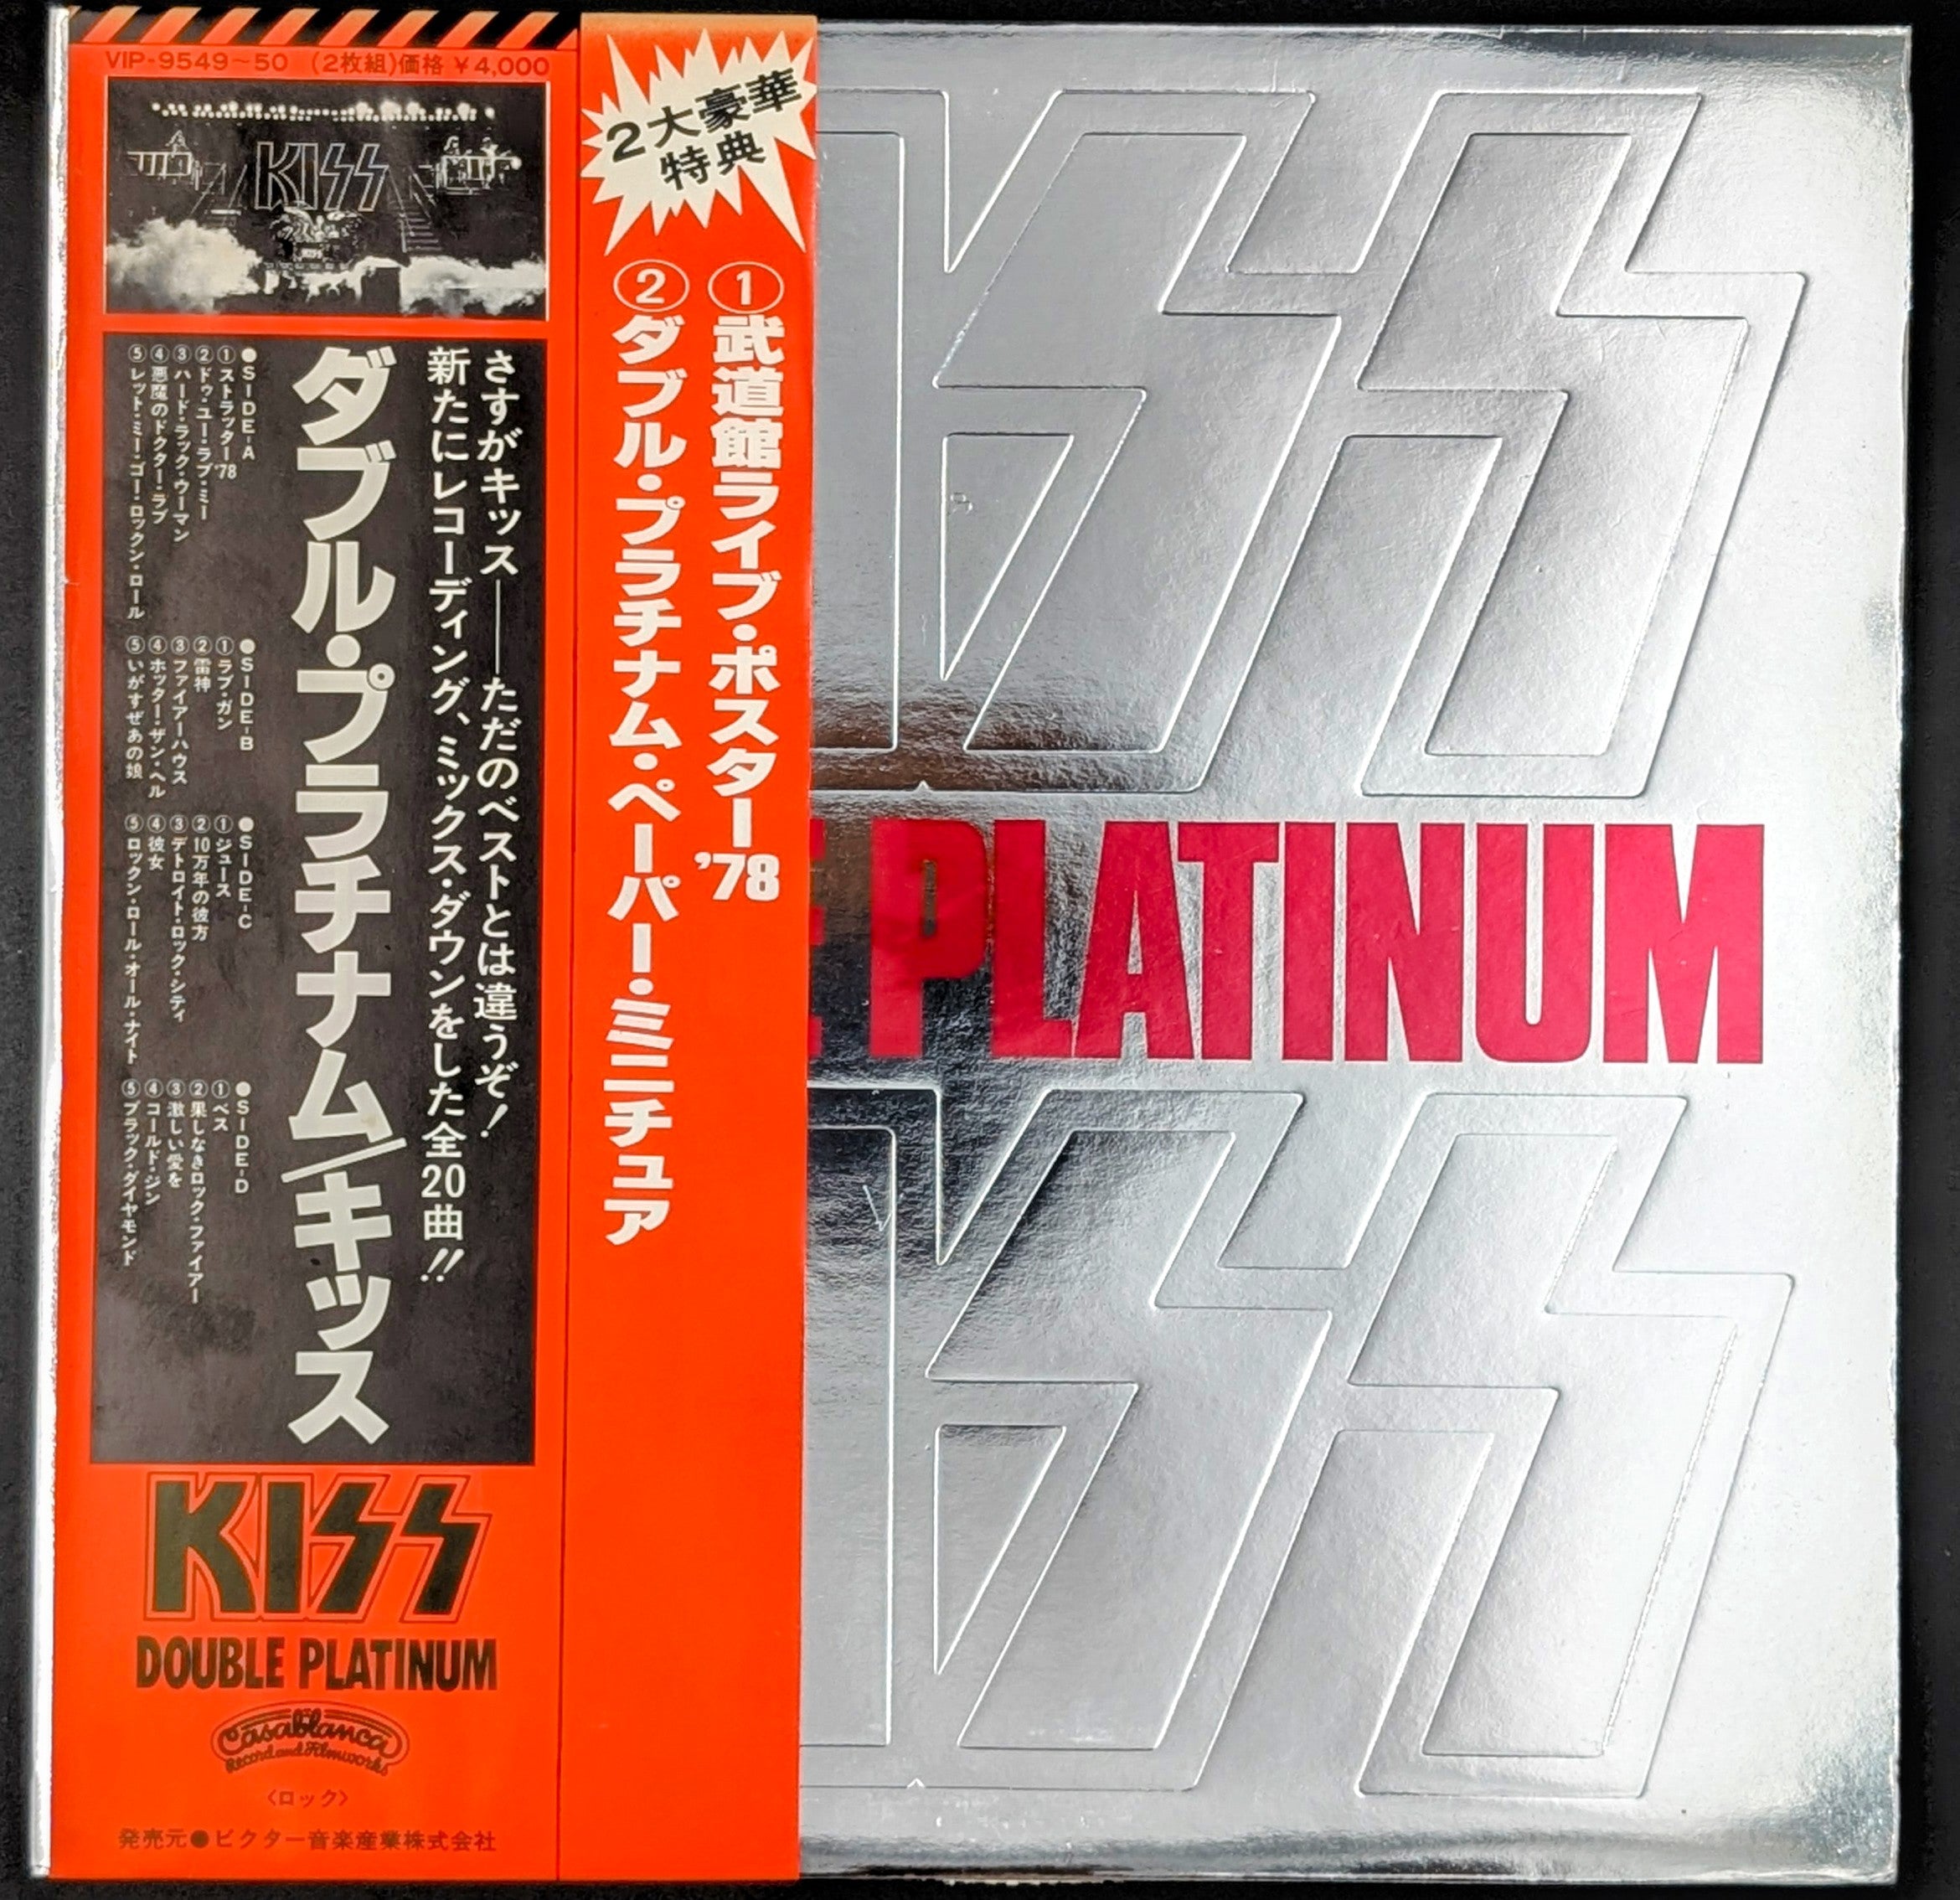 VIP-9549~50 (2枚組)価格 ¥4,000
KISS
さすがキッス――ただのベストとは違うぞ!
新たにレコーディング、ミックス・ダウンをした全20曲!!
ダブル・プラチナム/キッス
●SIDE-A
①ストラッター'78
②ドゥ・ユー・ラブ・ミー
③ハード・ラック・ウーマン
④悪魔のドクター・ラブ
⑤レット・ミー・ゴー・ロックン・ロール
●SIDE-B
①ラブ・ガン
②雷神
③ファイアーハウス
④ホッター・ザン・ヘル
⑤いかすぜあの娘
●SIDE-C
①ジュース
②10万年の彼方
③デトロイト・ロック・シティ
④彼女
⑤ロックン・ロール・オール・ナイト
●SIDE-D
①ベス
②果しなきロック・ファイアー
③激しい愛を
④コールド・ジン
⑤ブラック・ダイヤモンド
KISS
DOUBLE PLATINUM
Casablanca
Record and Filmworks
〈ロック〉
発売元●ビクター音楽産業株式会社
2大豪華
特典
①武道館ライブ・ポスター'78
②ダブル・プラチナム・ペーパー・ミニチュア
KISS
E PLATINUM
KISS